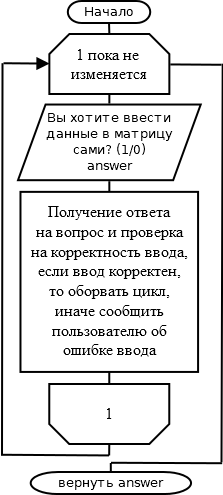 Начало
1 пока не
изменяется
Вы хотите ввести
данные в матрицу
сами? (1/0)
answer
Получение ответа
на вопрос и проверка
на корректность ввода,
если ввод корректен,
то оборвать цикл,
иначе сообщить
пользователю об
ошибке ввода
1
вернуть answer